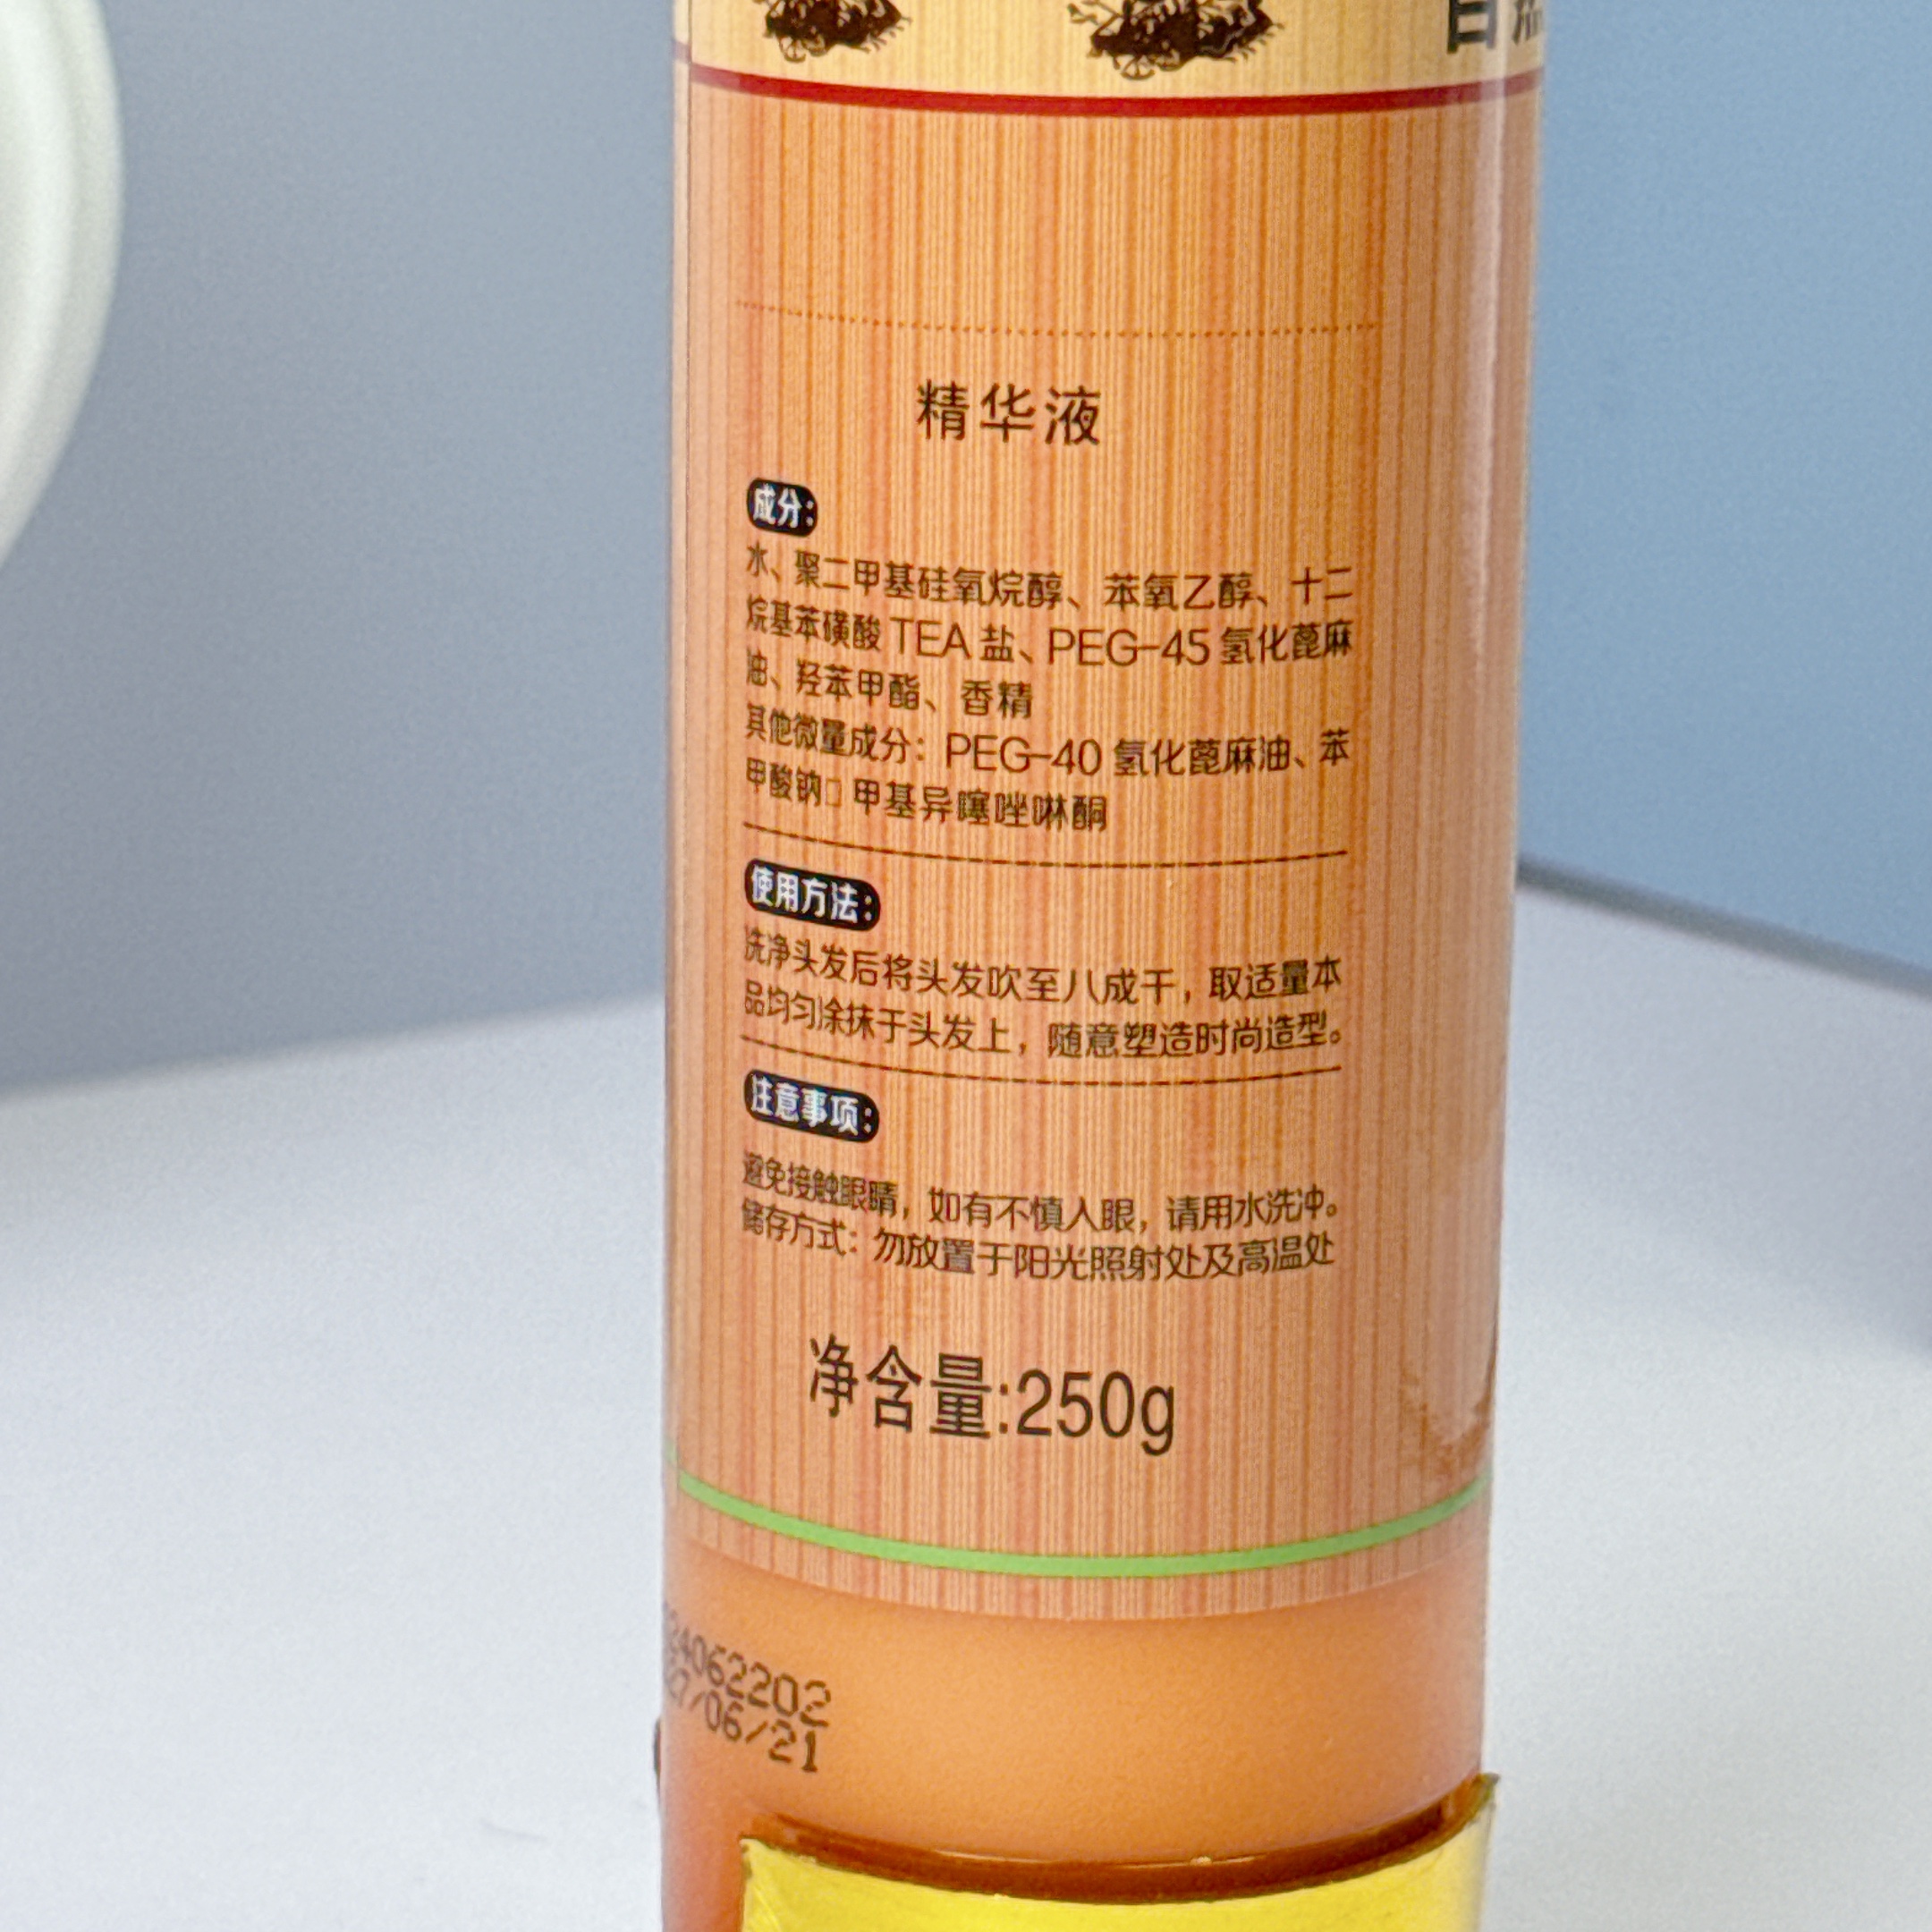 精华液
成分：
水、聚二甲基硅氧烷醇、苯氧乙醇、十二
烷基苯磺酸 TEA 盐、PEG-45 氢化蓖麻
油、羟苯甲酯、香精
其他微量成分：PEG-40 氢化蓖麻油、苯
甲酸钠□ 甲基异噻唑啉酮
使用方法：
洗净头发后将头发吹至八成干，取适量本
品均匀涂抹于头发上，随意塑造时尚造型。
注意事项：
避免接触眼睛，如有不慎入眼，请用水洗冲。
储存方式：勿放置于阳光照射处及高温处
净含量:250g
24062202
27/06/21